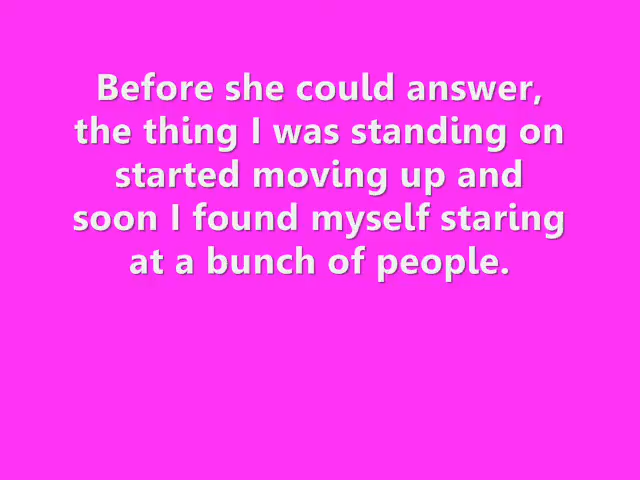 Before she could answer,
the thing I was standing on
started moving up and
soon I found myself staring
at a bunch of people.